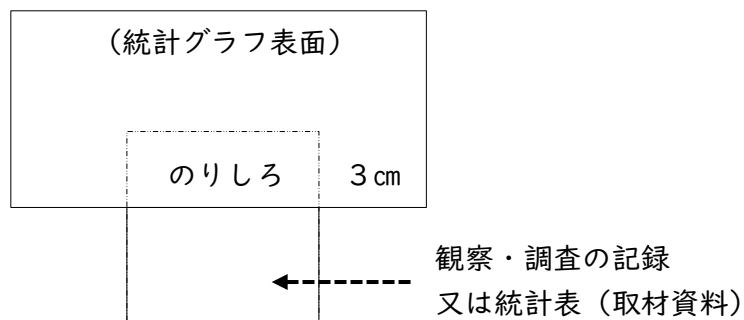 （統計グラフ表面）
のりしろ　３㎝
観察・調査の記録
又は統計表（取材資料）